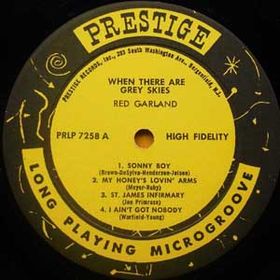 PRESTIGE
PRESTIGE RECORDS, INC., 203 South Washington Ave., Bergenfield, N.J.
WHEN THERE ARE
GREY SKIES
RED GARLAND
PRLP 7258 A
HIGH FIDELITY
1. SONNY BOY
(Brown-DeSylva-Henderson-Jolson)
2. MY HONEY'S LOVIN' ARMS
(Meyer-Ruby)
3. ST. JAMES INFIRMARY
(Joe Primrose)
4. I AIN'T GOT NOBODY
(Warfield-Young)
LONG PLAYING MICROGROOVE